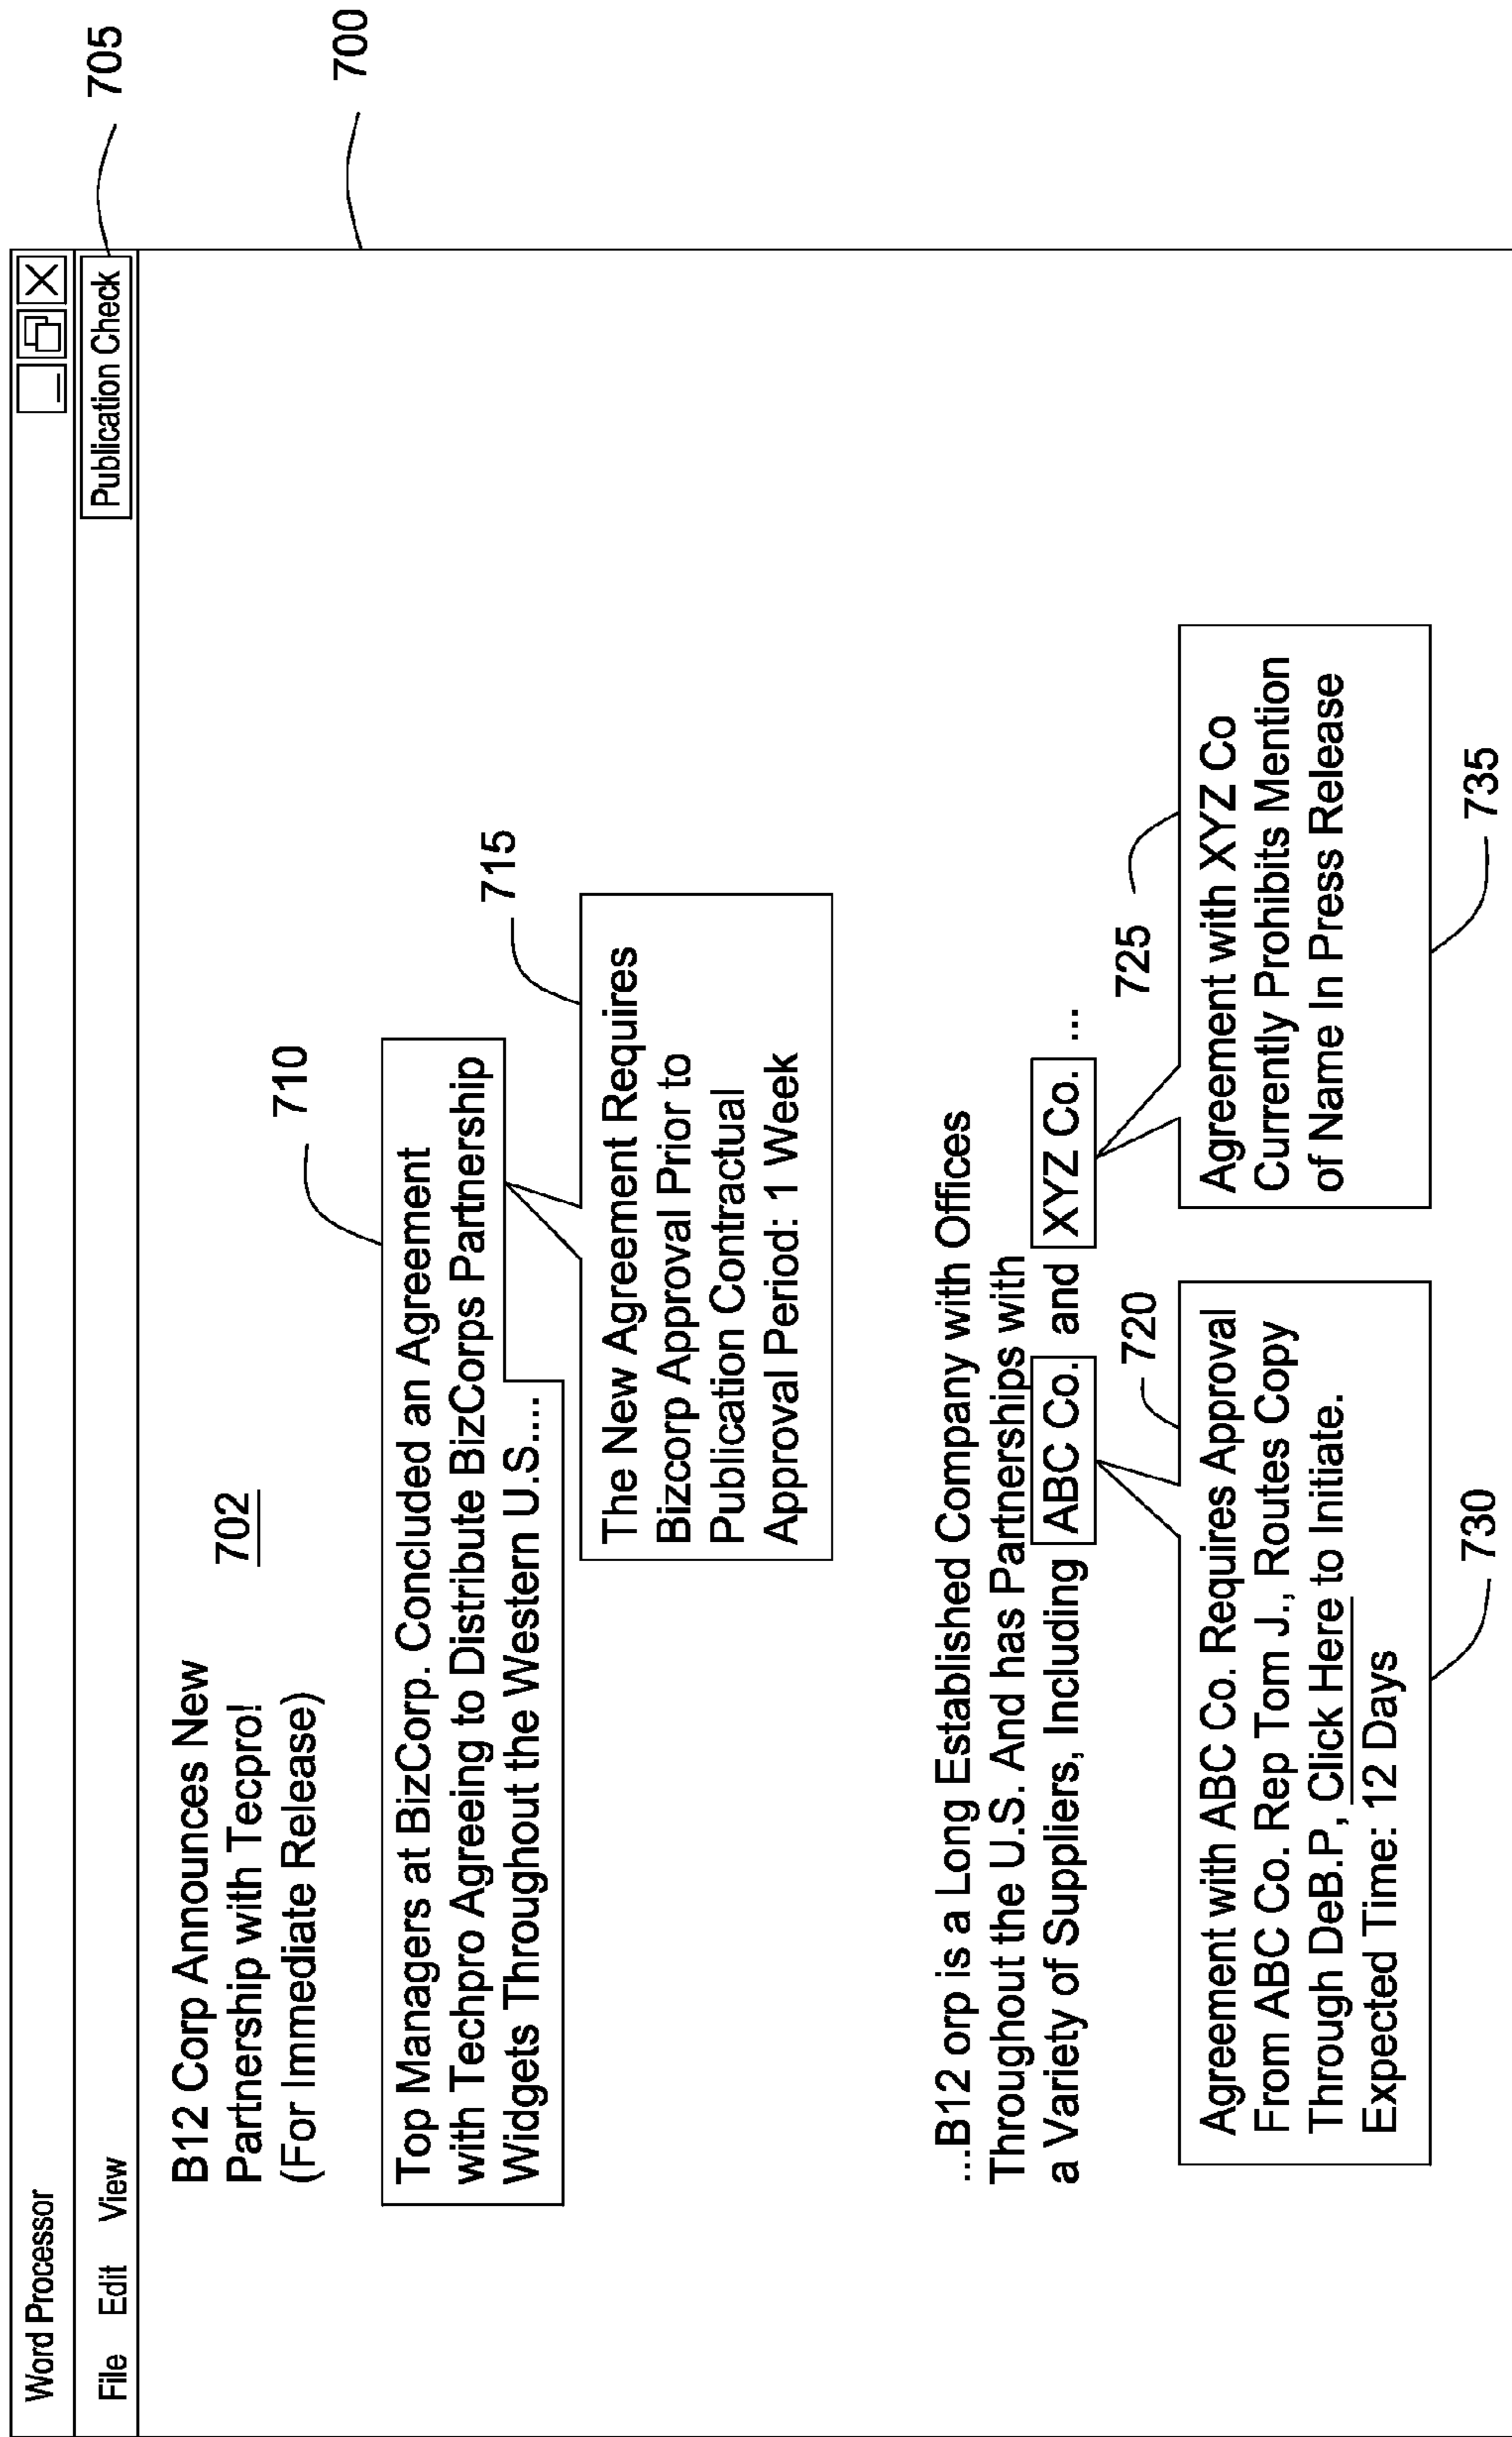 Word Processor
File Edit View
Publication Check
705
700
B12 Corp Announces New
Partnership with Tecpro!
(For Immediate Release)
702
710
Top Managers at BizCorp. Concluded an Agreement
with Techpro Agreeing to Distribute BizCorps Partnership
Widgets Throughout the Western U.S....
715
The New Agreement Requires
Bizcorp Approval Prior to
Publication Contractual
Approval Period: 1 Week
...B12 orp is a Long Established Company with Offices
Throughout the U.S. And has Partnerships with
a Variety of Suppliers, Including ABC Co. and XYZ Co. ...
720
725
Agreement with ABC Co. Requires Approval
From ABC Co. Rep Tom J., Routes Copy
Through DeB.P, Click Here to Initiate.
Expected Time: 12 Days
730
Agreement with XYZ Co
Currently Prohibits Mention
of Name In Press Release
735